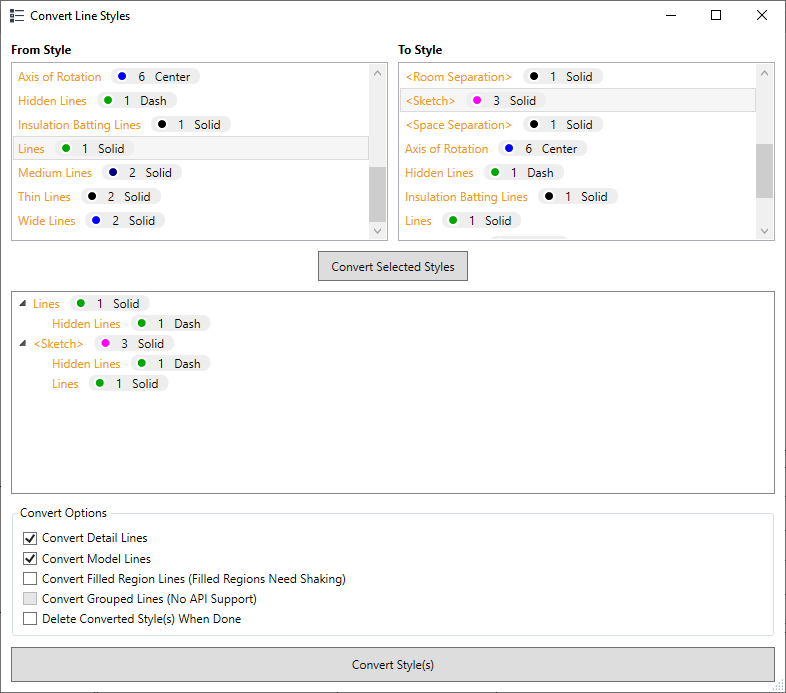 Convert Line Styles
From Style
Axis of Rotation 6 Center
Hidden Lines 1 Dash
Insulation Batting Lines 1 Solid
Lines 1 Solid
Medium Lines 2 Solid
Thin Lines 2 Solid
Wide Lines 2 Solid
To Style
<Room Separation> 1 Solid
<Sketch> 3 Solid
<Space Separation> 1 Solid
Axis of Rotation 6 Center
Hidden Lines 1 Dash
Insulation Batting Lines 1 Solid
Lines 1 Solid
Convert Selected Styles
Lines 1 Solid
Hidden Lines 1 Dash
<Sketch> 3 Solid
Hidden Lines 1 Dash
Lines 1 Solid
Convert Options
Convert Detail Lines
Convert Model Lines
Convert Filled Region Lines (Filled Regions Need Shaking)
Convert Grouped Lines (No API Support)
Delete Converted Style(s) When Done
Convert Style(s)